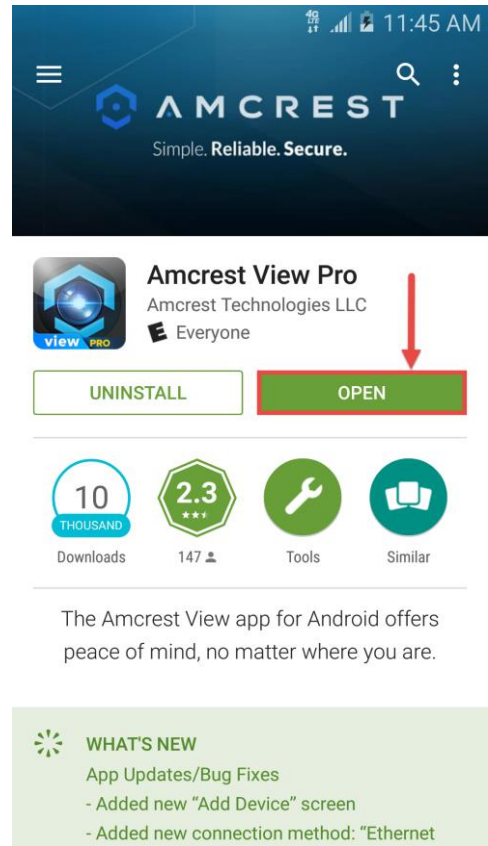 4G LTE 11:45 AM
AMCREST
Simple. Reliable. Secure.
Amcrest View Pro
Amcrest Technologies LLC
E Everyone
view PRO
UNINSTALL OPEN
10 THOUSAND
2.3
Downloads 147 Tools Similar
The Amcrest View app for Android offers
peace of mind, no matter where you are.
WHAT'S NEW
App Updates/Bug Fixes
- Added new “Add Device” screen
- Added new connection method: “Ethernet